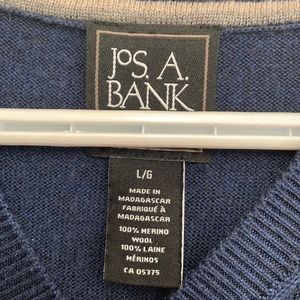 JOS. A.
BANK
L/G
MADE IN
MADAGASCAR
FABRIQUÉ À
MADAGASCAR
100% MERINO
WOOL
100% LAINE
MÉRINOS
CA 05375